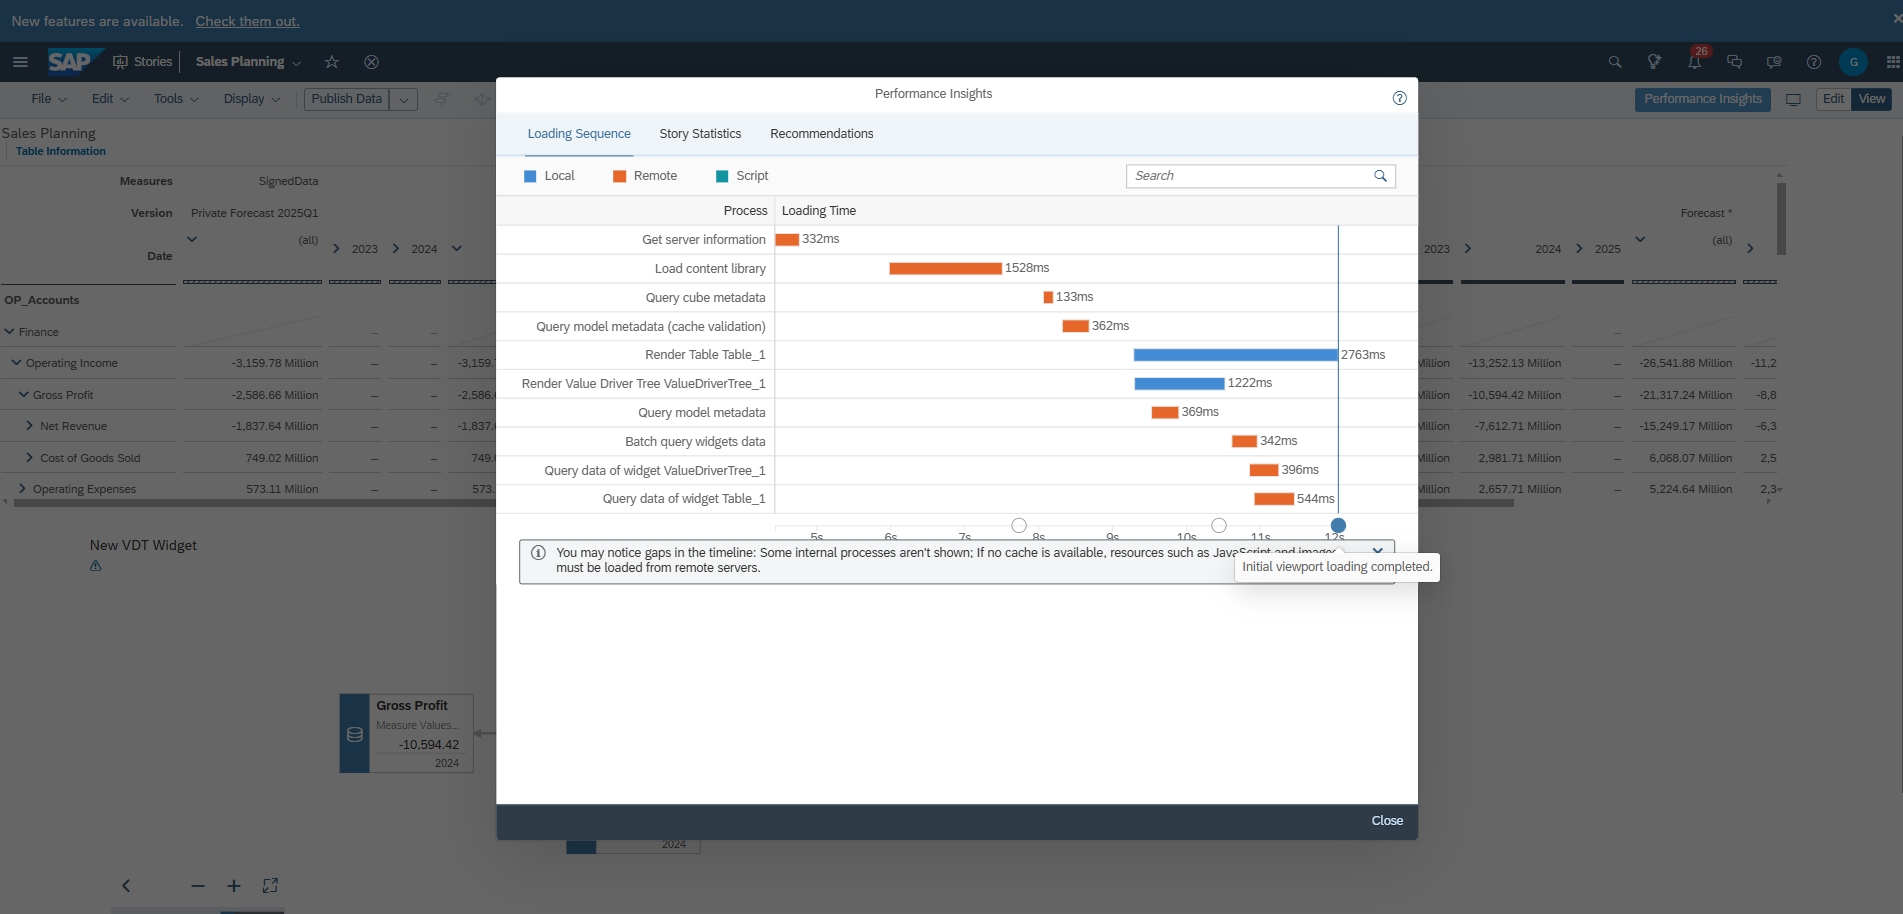 New features are available. Check them out.
SAP Stories Sales Planning 26 G
File Edit Tools Display Publish Data Performance Insights Edit View
Sales Planning
Table Information
Measures SignedData
Version Private Forecast 2025Q1 Forecast *
Date (all) 2023 2024 2023 2024 2025 (all)
OP_Accounts
Finance – – –
Operating Income -3,159.78 Million – – -3,159. Million -13,252.13 Million – -26,541.88 Million -11,2
Gross Profit -2,586.66 Million – – -2,586. Million -10,594.42 Million – -21,317.24 Million -8,8
Net Revenue -1,837.64 Million – – -1,837. Million -7,612.71 Million – -15,249.17 Million -6,3
Cost of Goods Sold 749.02 Million – – 749. Million 2,981.71 Million – 6,068.07 Million 2,5
Operating Expenses 573.11 Million – – 573. Million 2,657.71 Million – 5,224.64 Million 2,3
New VDT Widget
Gross Profit
Measure Values...
-10,594.42
2024
2024
Performance Insights
Loading Sequence Story Statistics Recommendations
Local Remote Script Search
Process Loading Time
Get server information 332ms
Load content library 1528ms
Query cube metadata 133ms
Query model metadata (cache validation) 362ms
Render Table Table_1 2763ms
Render Value Driver Tree ValueDriverTree_1 1222ms
Query model metadata 369ms
Batch query widgets data 342ms
Query data of widget ValueDriverTree_1 396ms
Query data of widget Table_1 544ms
5s 6s 7s 8s 9s 10s 11s 12s
You may notice gaps in the timeline: Some internal processes aren't shown; If no cache is available, resources such as JavaScript and images
must be loaded from remote servers.
Initial viewport loading completed.
Close